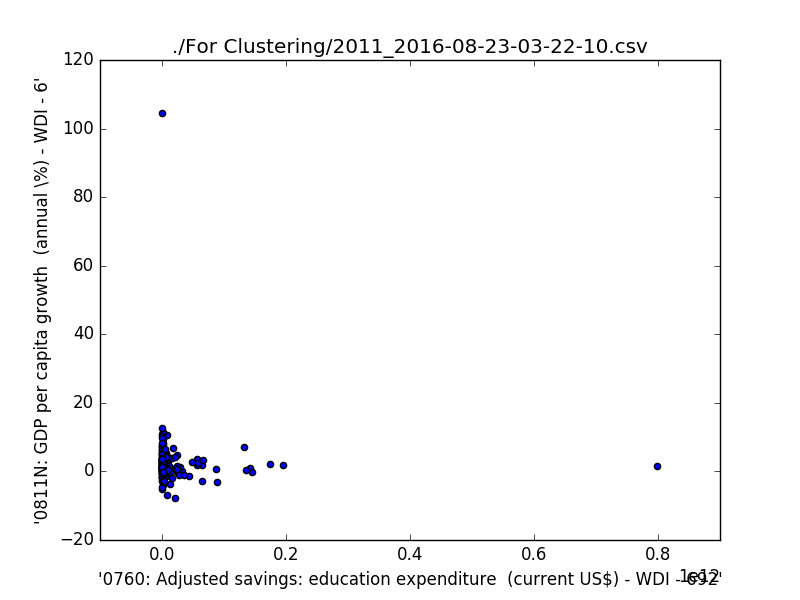 ./For Clustering/2011_2016-08-23-03-22-10.csv
120
100
80
60
40
20
0
−20
'0811N: GDP per capita growth  (annual \%) - WDI - 6'
0.0 0.2 0.4 0.6 0.8
1e12
'0760: Adjusted savings: education expenditure  (current US$) - WDI - 692'